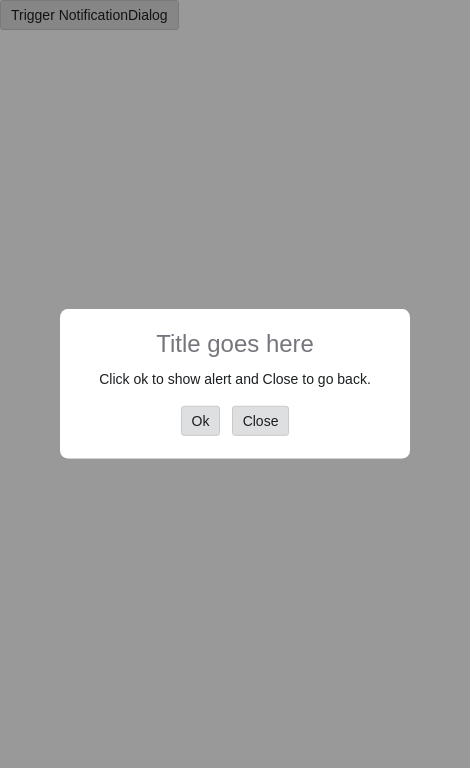 Trigger NotificationDialog
Title goes here
Click ok to show alert and Close to go back.
Ok Close